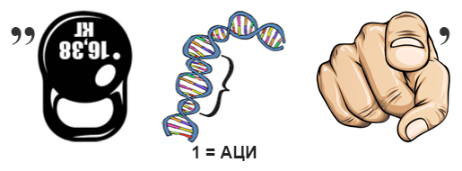 ,,
16,38
КГ
,
1 = АЦИ